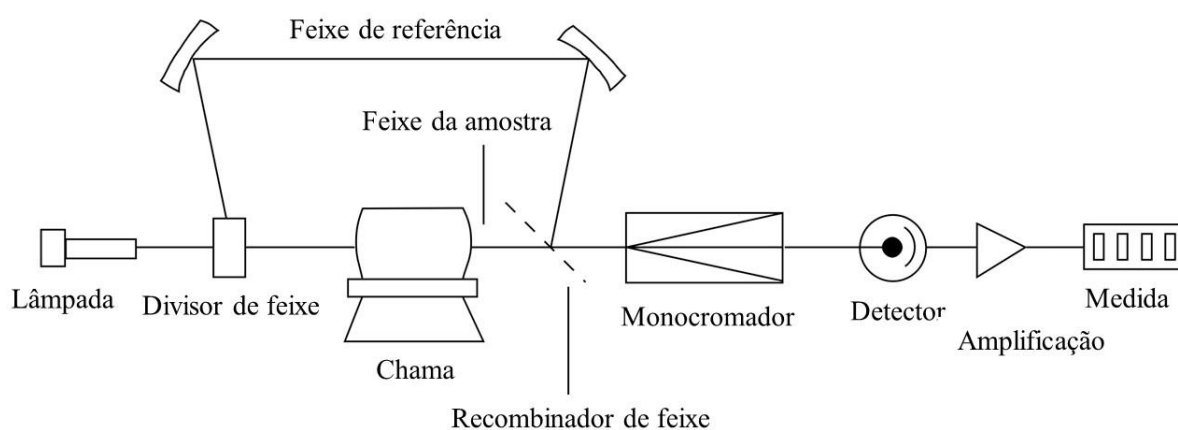 Feixe de referência
Feixe da amostra
Lâmpada
Divisor de feixe
Chama
Recombinador de feixe
Monocromador
Detector
Amplificação
Medida